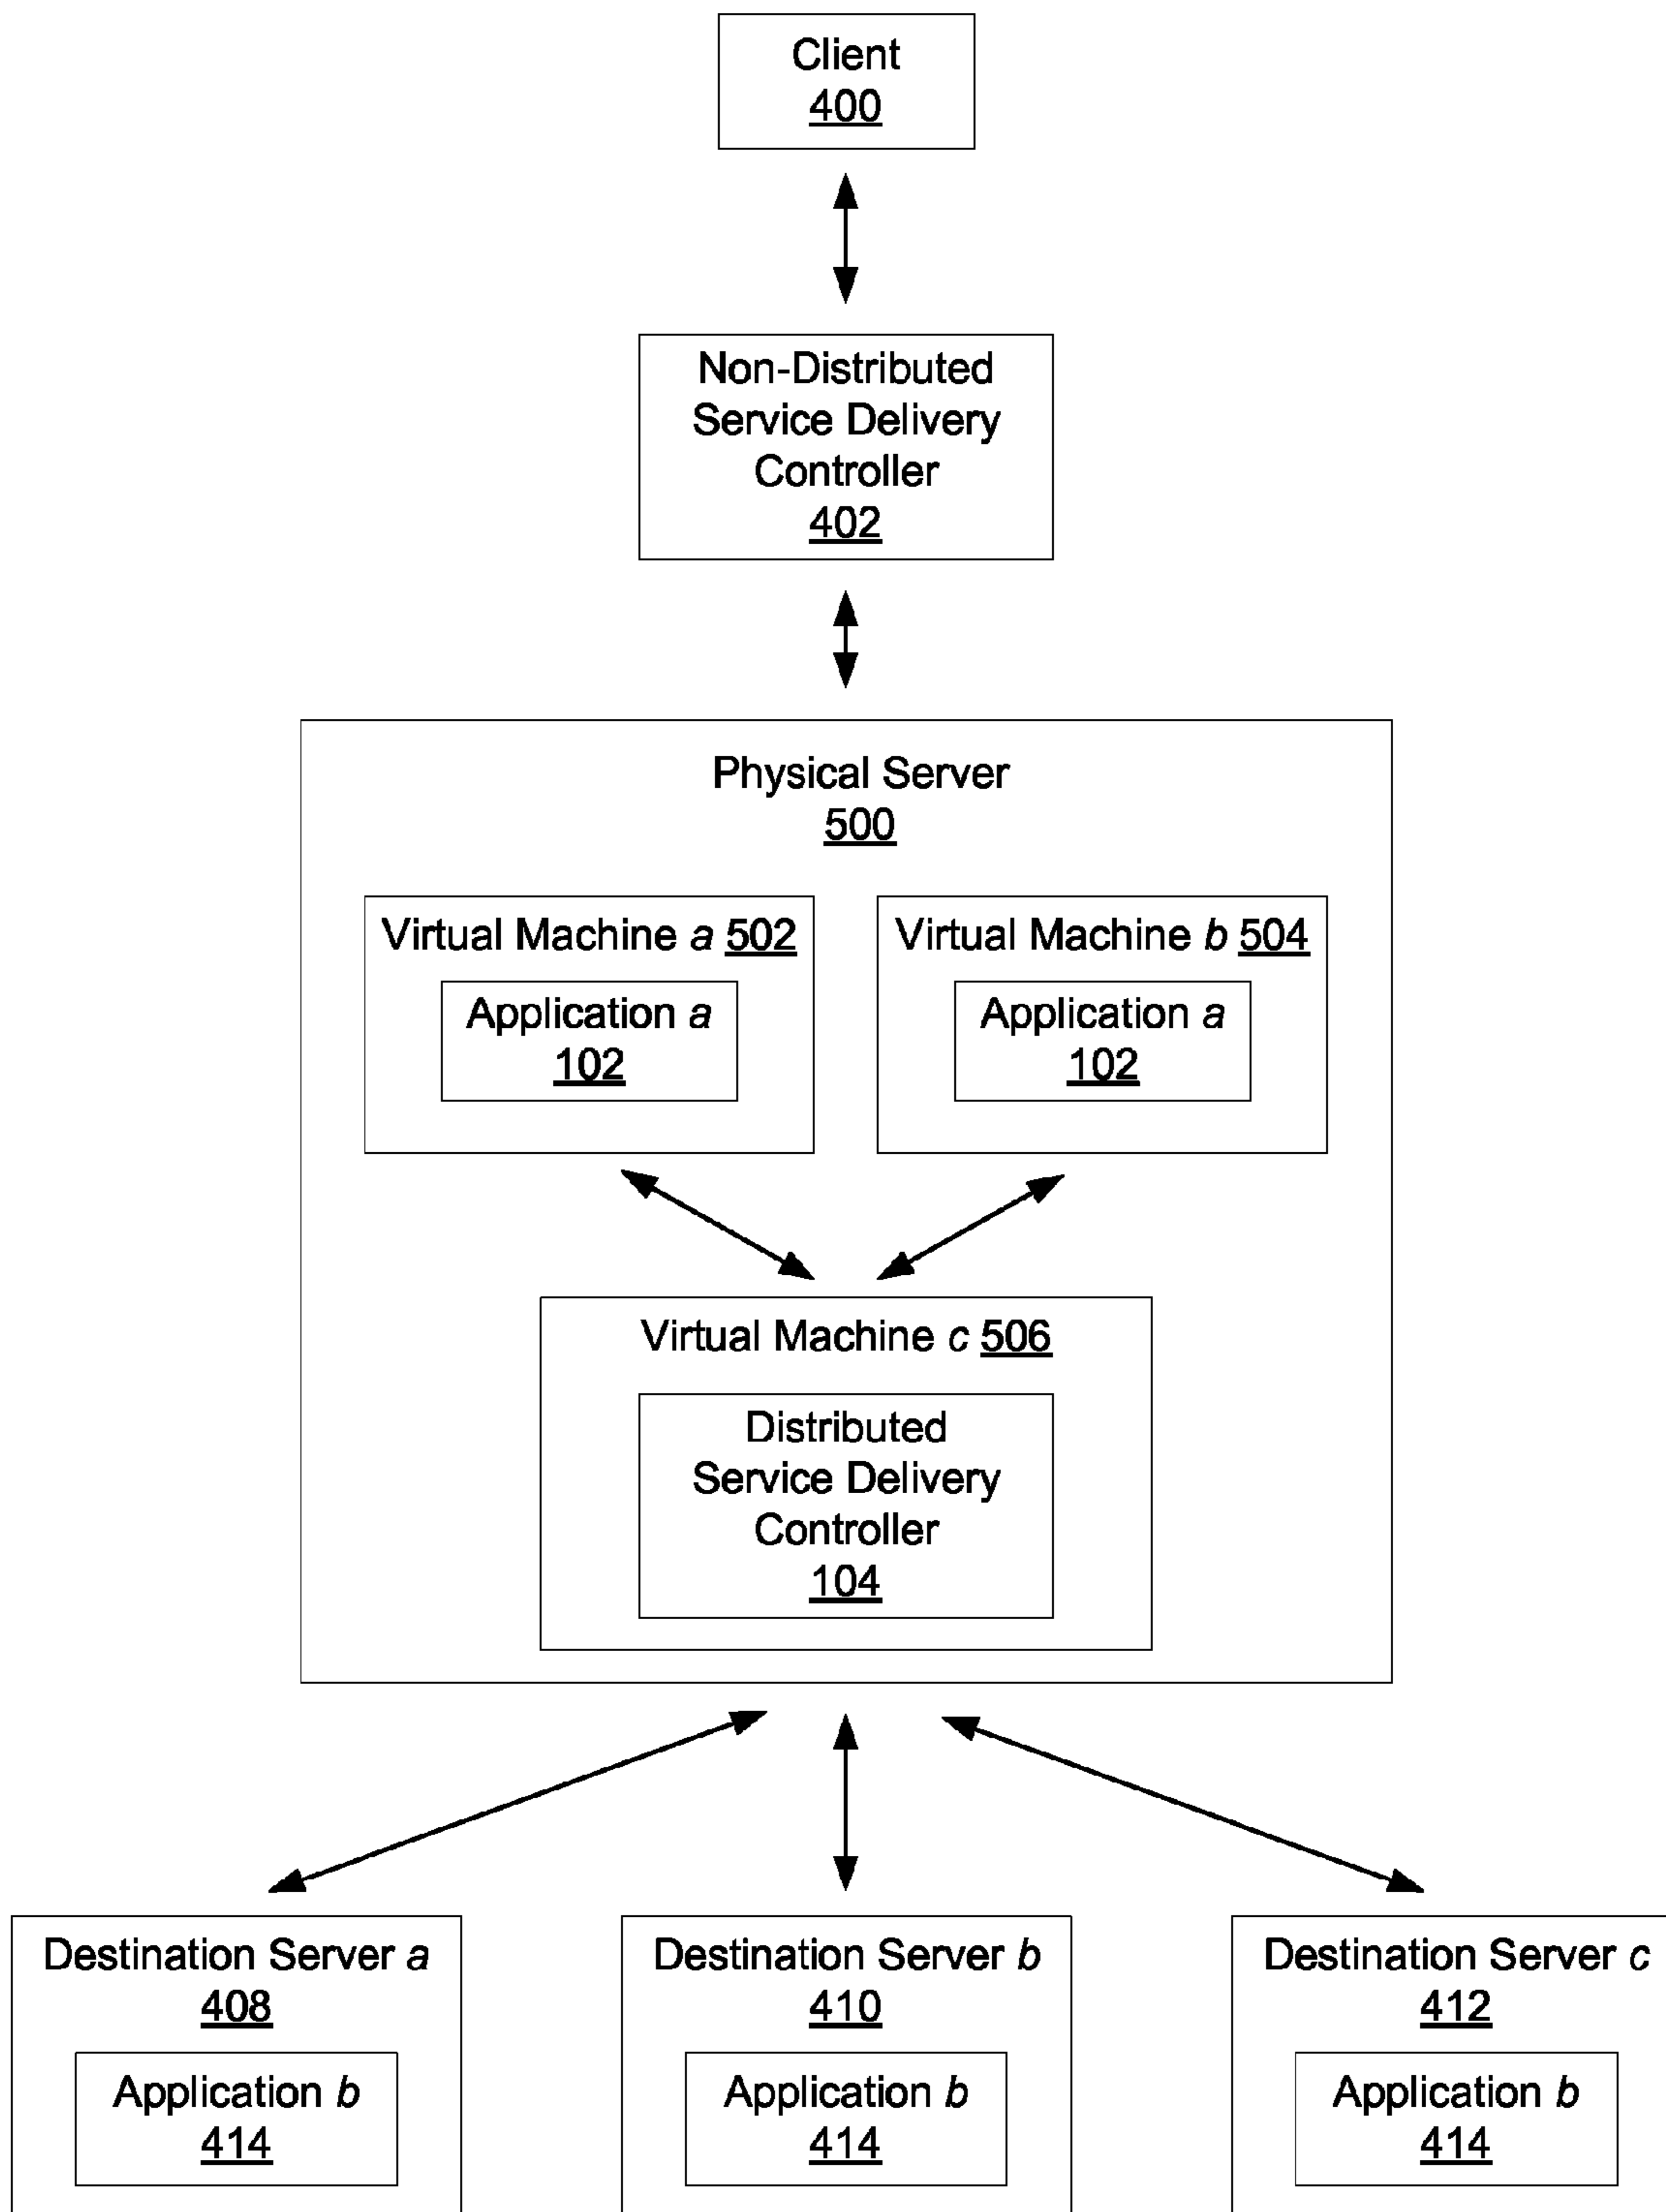 Client
400
Non-Distributed
Service Delivery
Controller
402
Physical Server
500
Virtual Machine a 502
Application a
102
Virtual Machine b 504
Application a
102
Virtual Machine c 506
Distributed
Service Delivery
Controller
104
Destination Server a
408
Application b
414
Destination Server b
410
Application b
414
Destination Server c
412
Application b
414